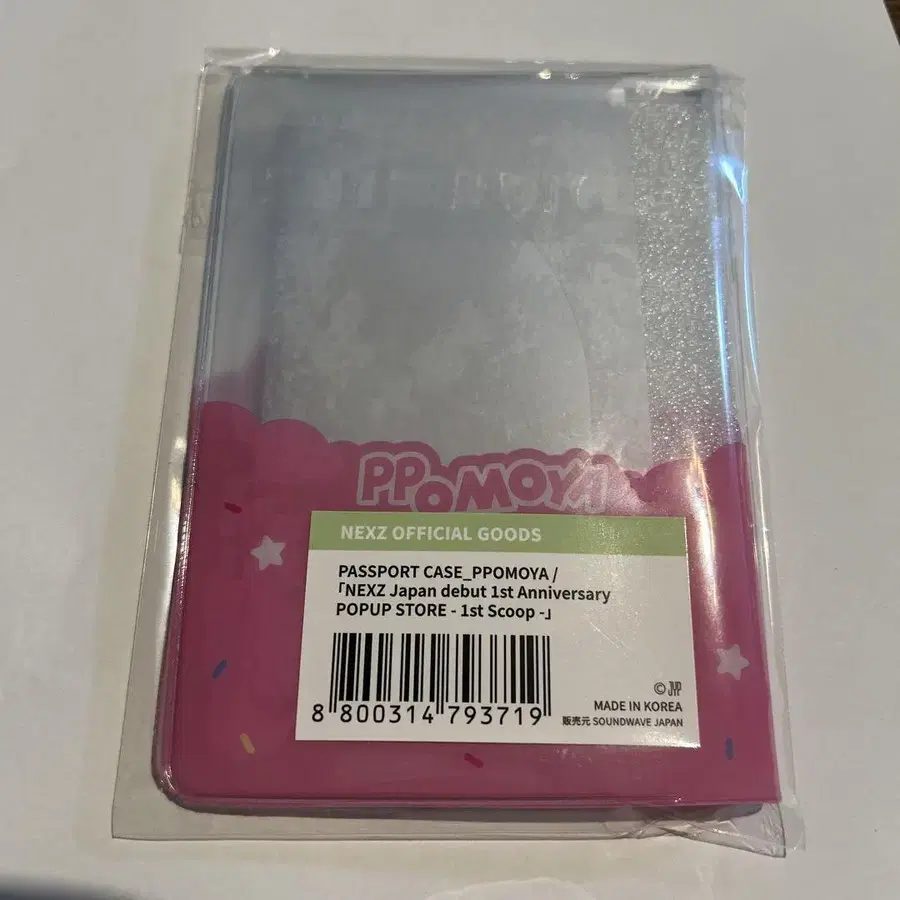 PPOMOYA
NEXZ OFFICIAL GOODS
PASSPORT CASE_PPOMOYA /
「NEXZ Japan debut 1st Anniversary
POPUP STORE - 1st Scoop -」
8 800314 793719
© JYP
MADE IN KOREA
販売元 SOUNDWAVE JAPAN